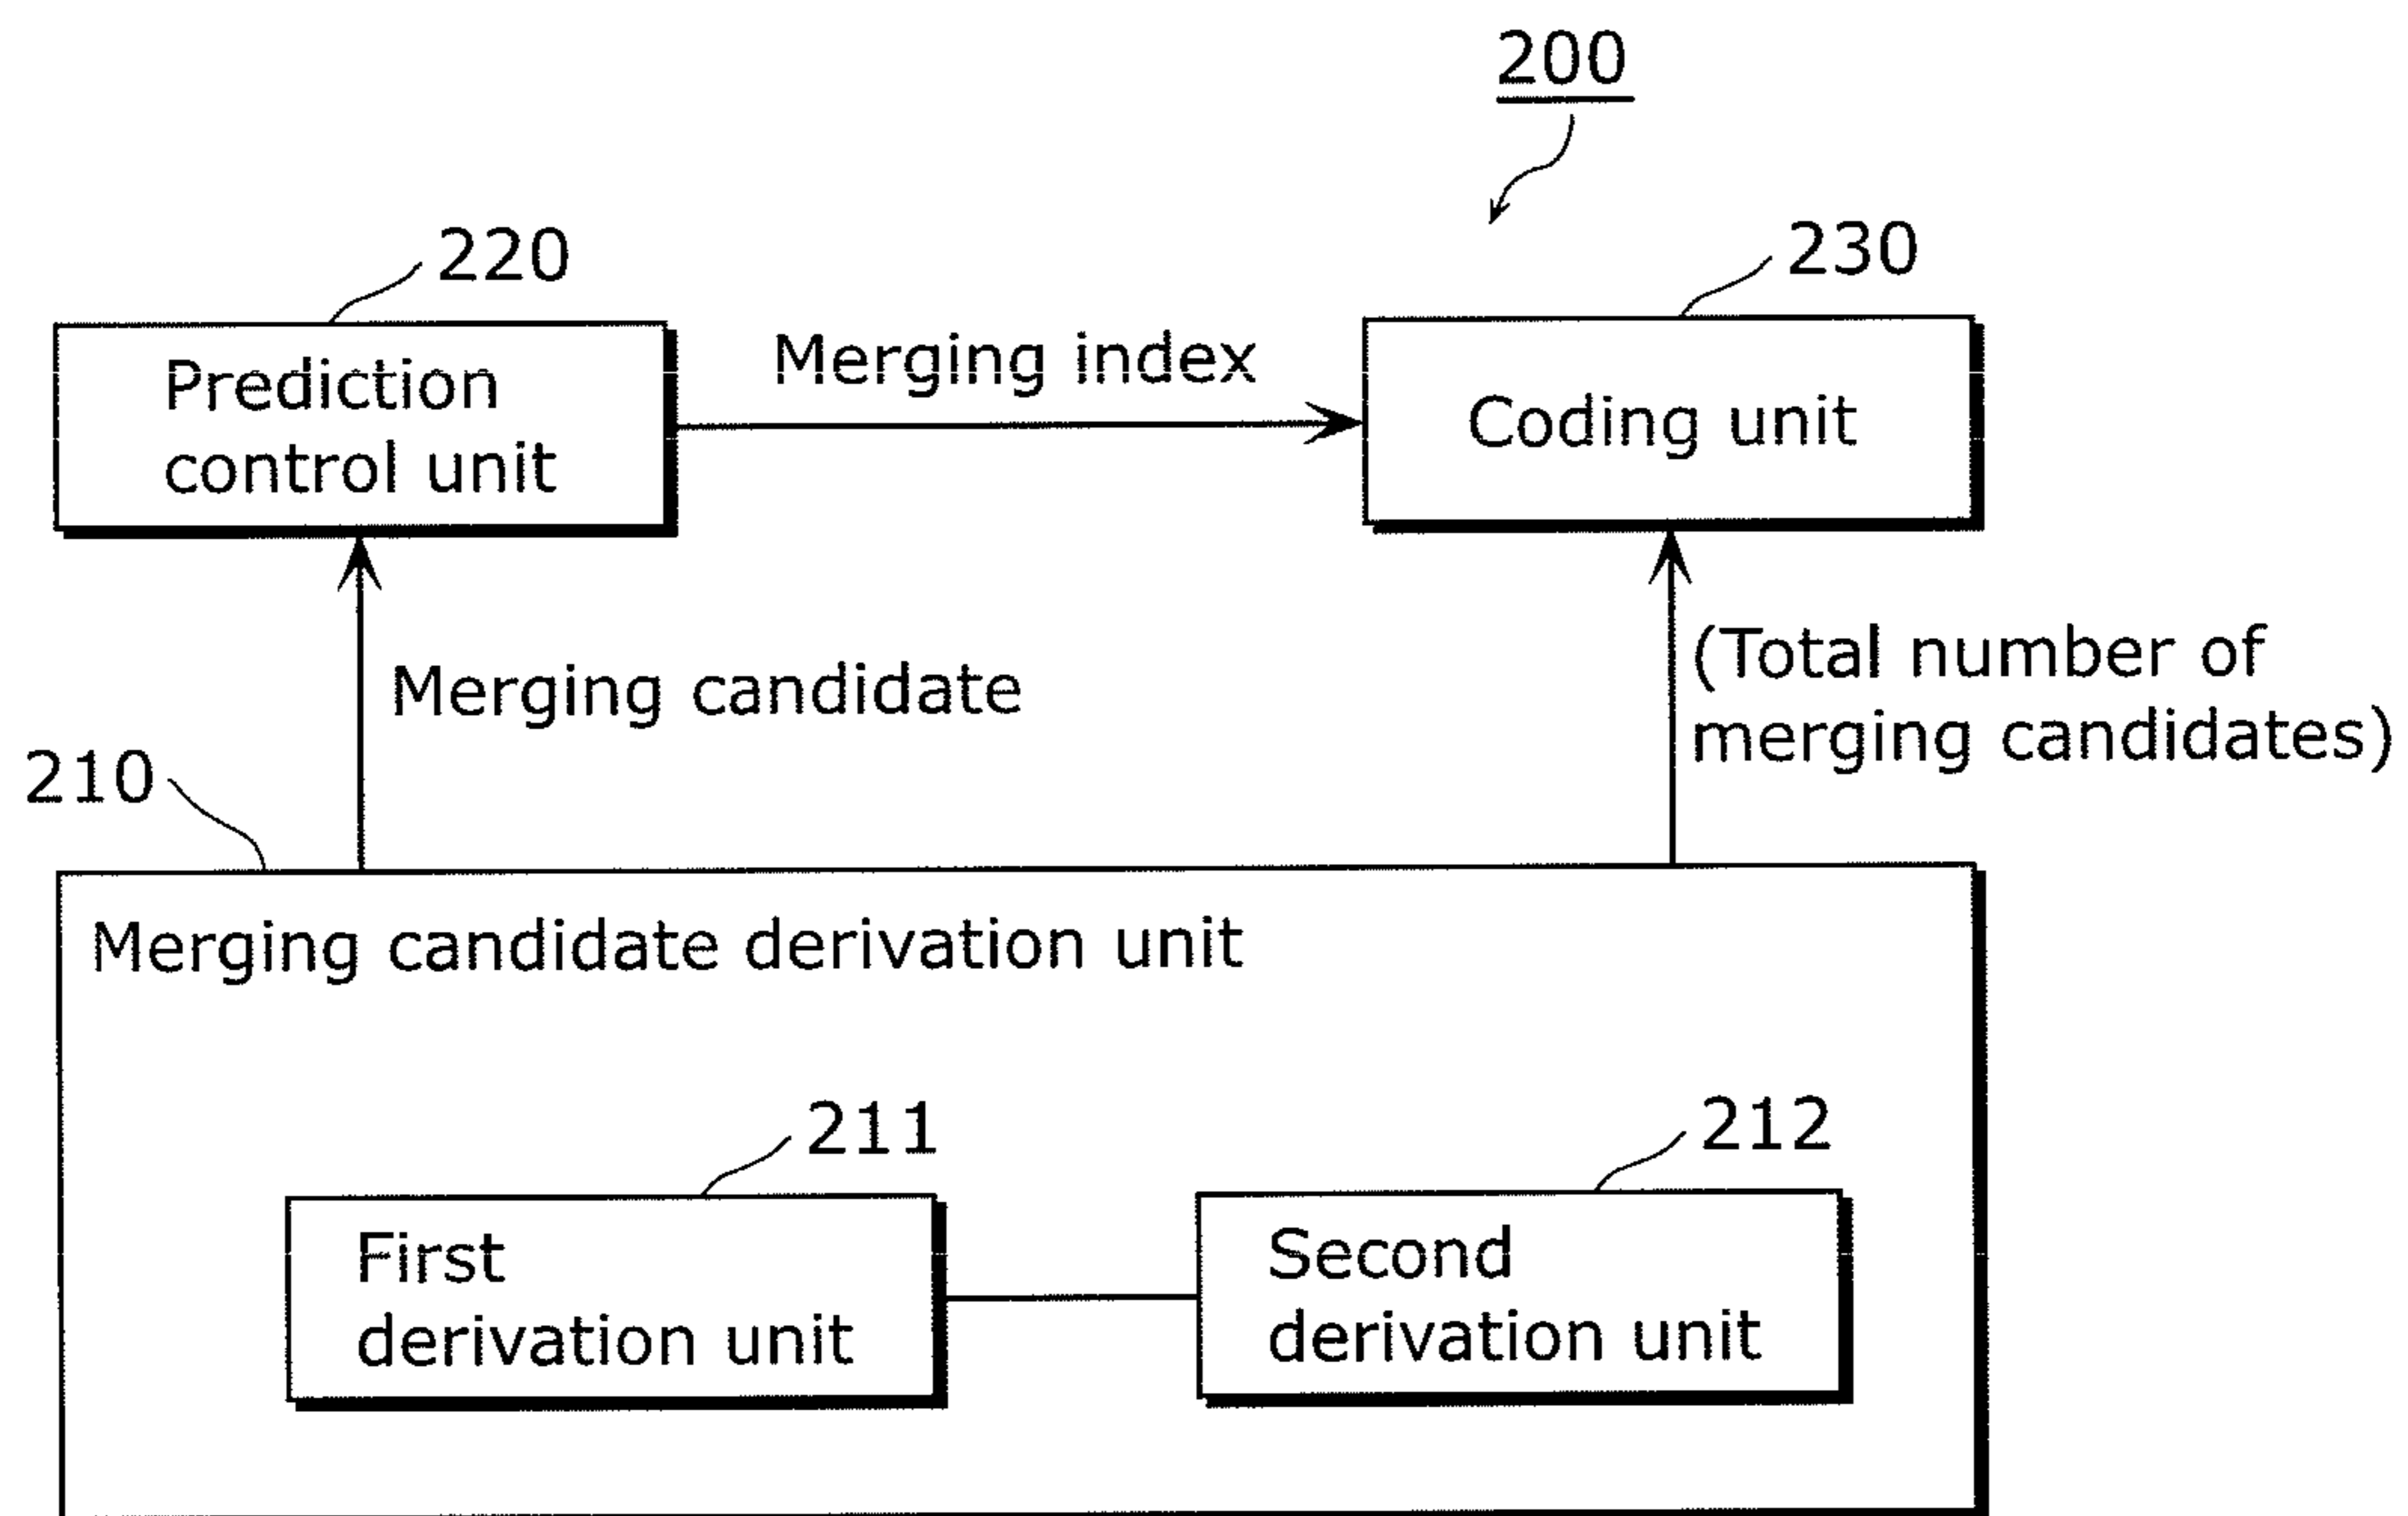 200
220
230
Prediction
control unit
Merging index
Coding unit
Merging candidate
(Total number of
merging candidates)
210
Merging candidate derivation unit
211
212
First
derivation unit
Second
derivation unit